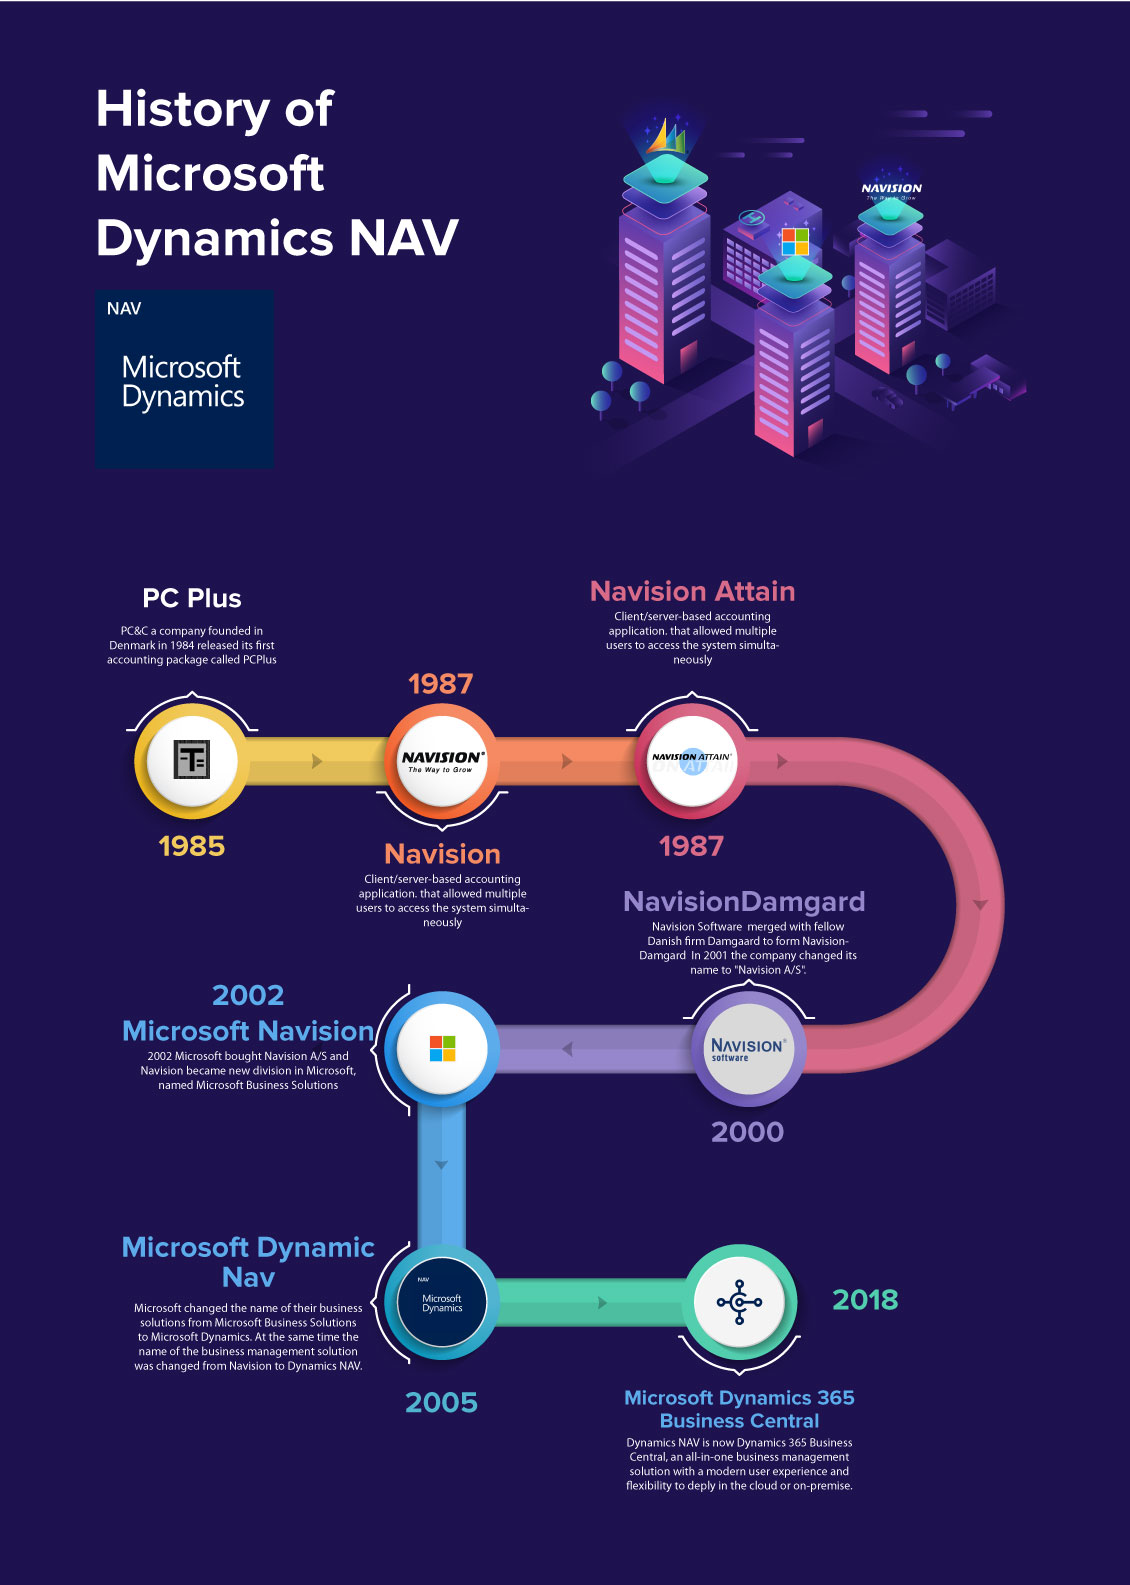 History of
Microsoft
Dynamics NAV
NAV
Microsoft
Dynamics
NAVISION
The Way to Grow
PC Plus
PC&C a company founded in
Denmark in 1984 released its first
accounting package called PCPlus
T
1985
1987
NAVISION®
The Way to Grow
Navision
Client/server-based accounting
application. that allowed multiple
users to access the system simulta-
neously
Navision Attain
Client/server-based accounting
application. that allowed multiple
users to access the system simulta-
neously
NAVISION ATTAIN®
1987
NavisionDamgard
Navision Software merged with fellow
Danish firm Damgaard to form Navision-
Damgard In 2001 the company changed its
name to "Navision A/S".
NAVISION®
software
2000
2002
Microsoft Navision
2002 Microsoft bought Navision A/S and
Navision became new division in Microsoft,
named Microsoft Business Solutions
Microsoft Dynamic
Nav
Microsoft changed the name of their business
solutions from Microsoft Business Solutions
to Microsoft Dynamics. At the same time the
name of the business management solution
was changed from Navision to Dynamics NAV.
NAV
Microsoft
Dynamics
2005
2018
Microsoft Dynamics 365
Business Central
Dynamics NAV is now Dynamics 365 Business
Central, an all-in-one business management
solution with a modern user experience and
flexibility to deply in the cloud or on-premise.